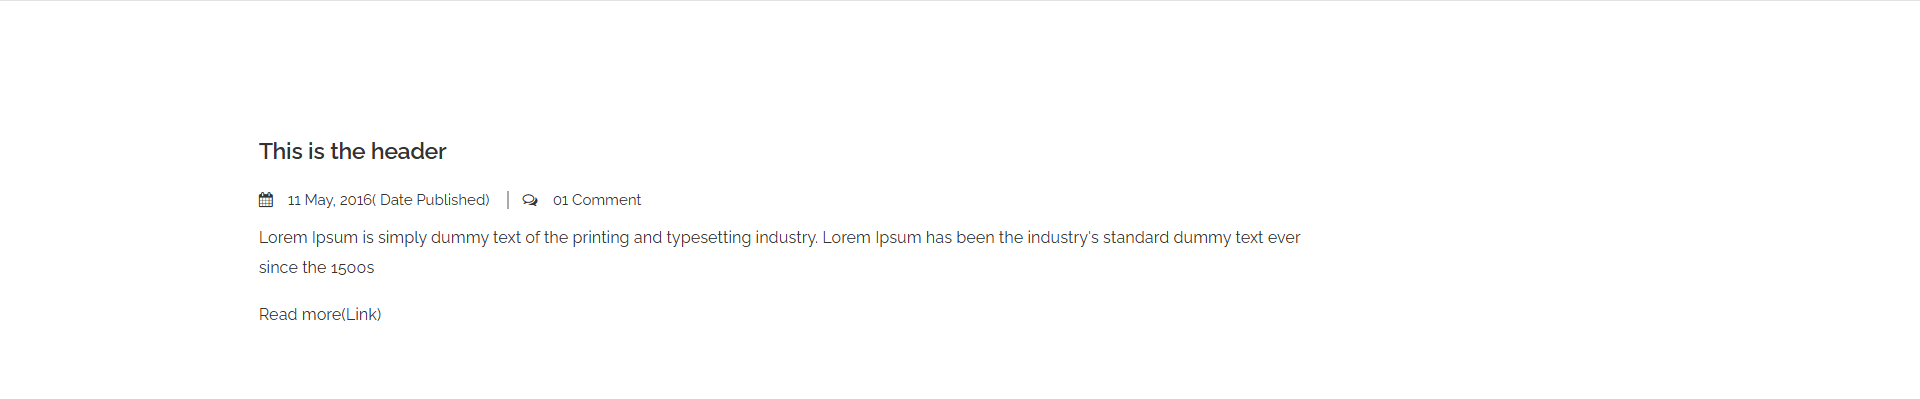 This is the header
11 May, 2016( Date Published) | 01 Comment
Lorem Ipsum is simply dummy text of the printing and typesetting industry. Lorem Ipsum has been the industry's standard dummy text ever
since the 1500s
Read more(Link)